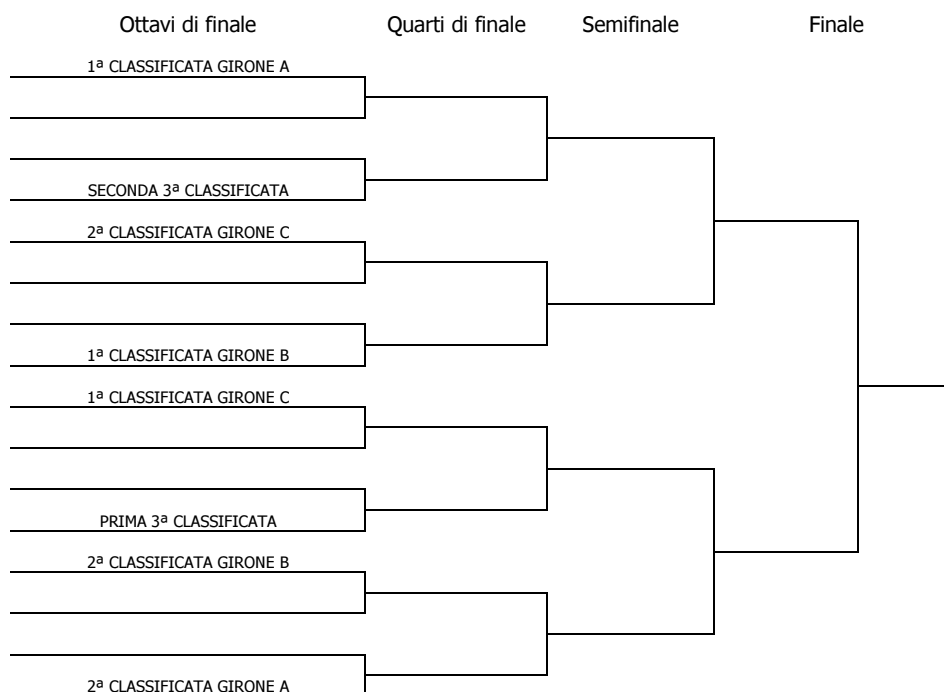 Ottavi di finale Quarti di finale Semifinale Finale
1ª CLASSIFICATA GIRONE A
SECONDA 3ª CLASSIFICATA
2ª CLASSIFICATA GIRONE C
1ª CLASSIFICATA GIRONE B
1ª CLASSIFICATA GIRONE C
PRIMA 3ª CLASSIFICATA
2ª CLASSIFICATA GIRONE B
2ª CLASSIFICATA GIRONE A